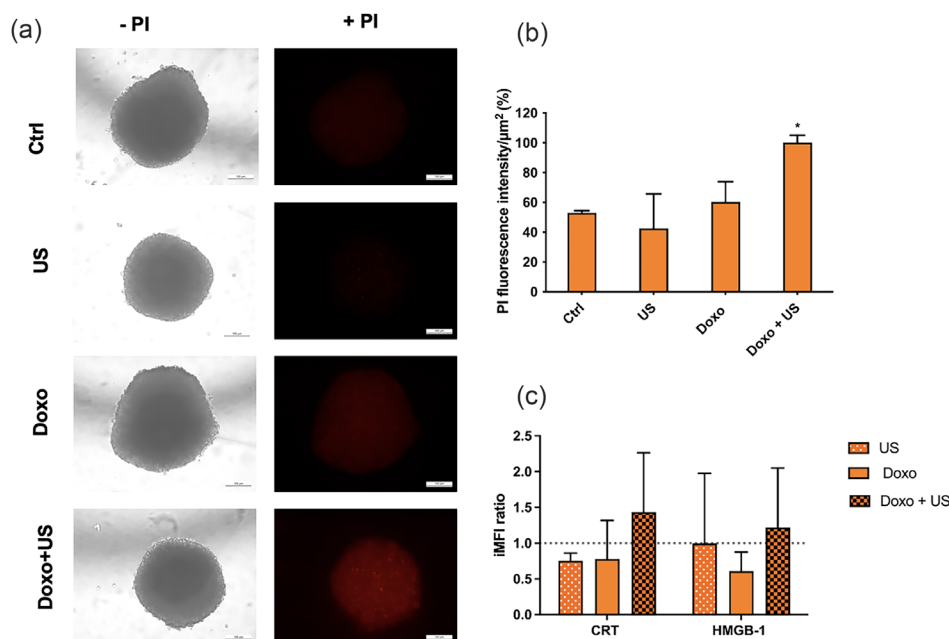 (a)
- PI
+ PI
Ctrl
US
Doxo
Doxo+US
(b)
PI fluorescence intensity/µm² (%)
120
100
80
60
40
20
0
*
Ctrl
US
Doxo
Doxo + US
(c)
iMFI ratio
2.5
2.0
1.5
1.0
0.5
0.0
CRT
HMGB-1
US
Doxo
Doxo + US